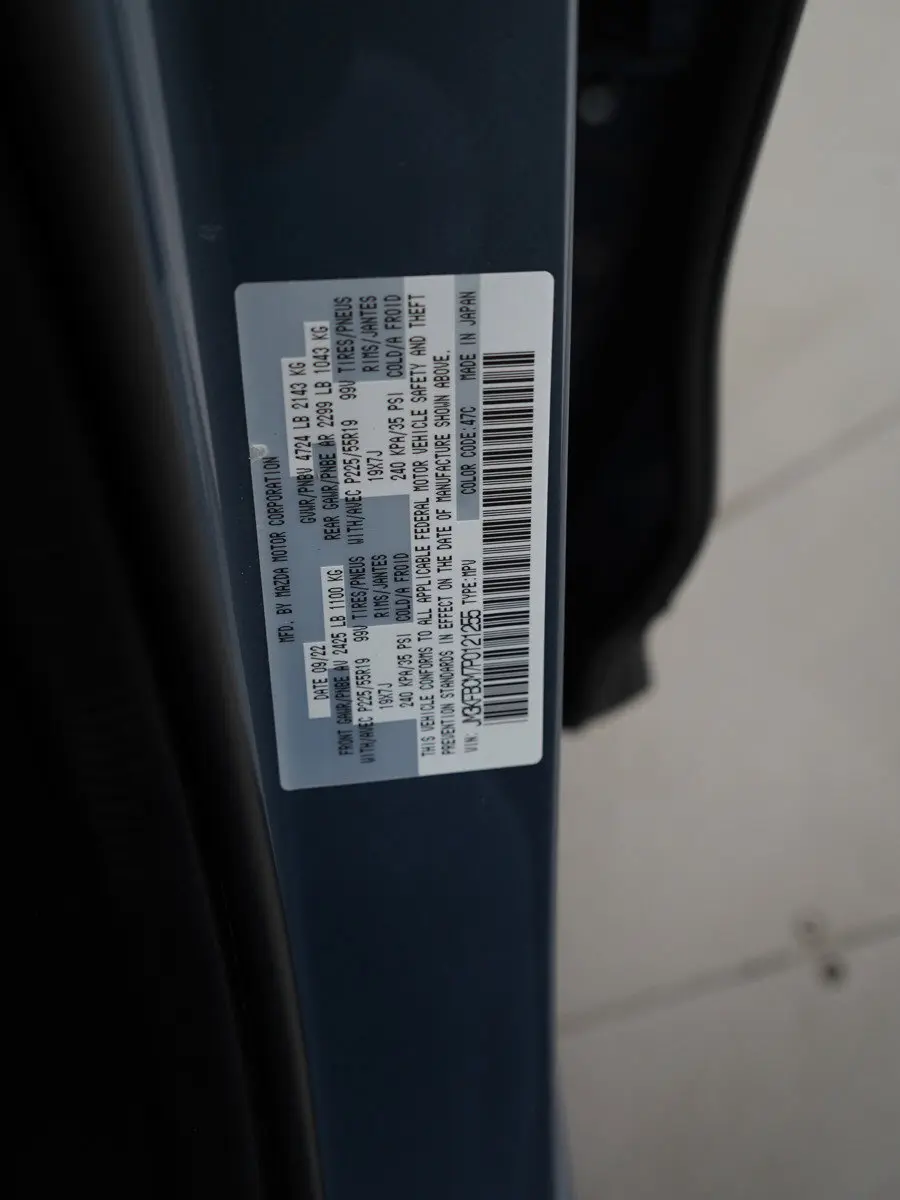 MFD. BY MAZDA MOTOR CORPORATION
DATE 09/22 GVWR/PNBV 4724 LB 2143 KG
FRONT GAWR/PNBE AV 2425 LB 1100 KG REAR GAWR/PNBE AR 2299 LB 1043 KG
WITH/AVEC P225/55R19 99V TIRES/PNEUS WITH/AVEC P225/55R19 99V TIRES/PNEUS
19X7J RIMS/JANTES 19X7J RIMS/JANTES
240 KPA/35 PSI COLD/A FROID 240 KPA/35 PSI COLD/A FROID
THIS VEHICLE CONFORMS TO ALL APPLICABLE FEDERAL MOTOR VEHICLE SAFETY AND THEFT
PREVENTION STANDARDS IN EFFECT ON THE DATE OF MANUFACTURE SHOWN ABOVE.
VIN: JM3KFBCM7P0121255 TYPE:MPV COLOR CODE:47C MADE IN JAPAN